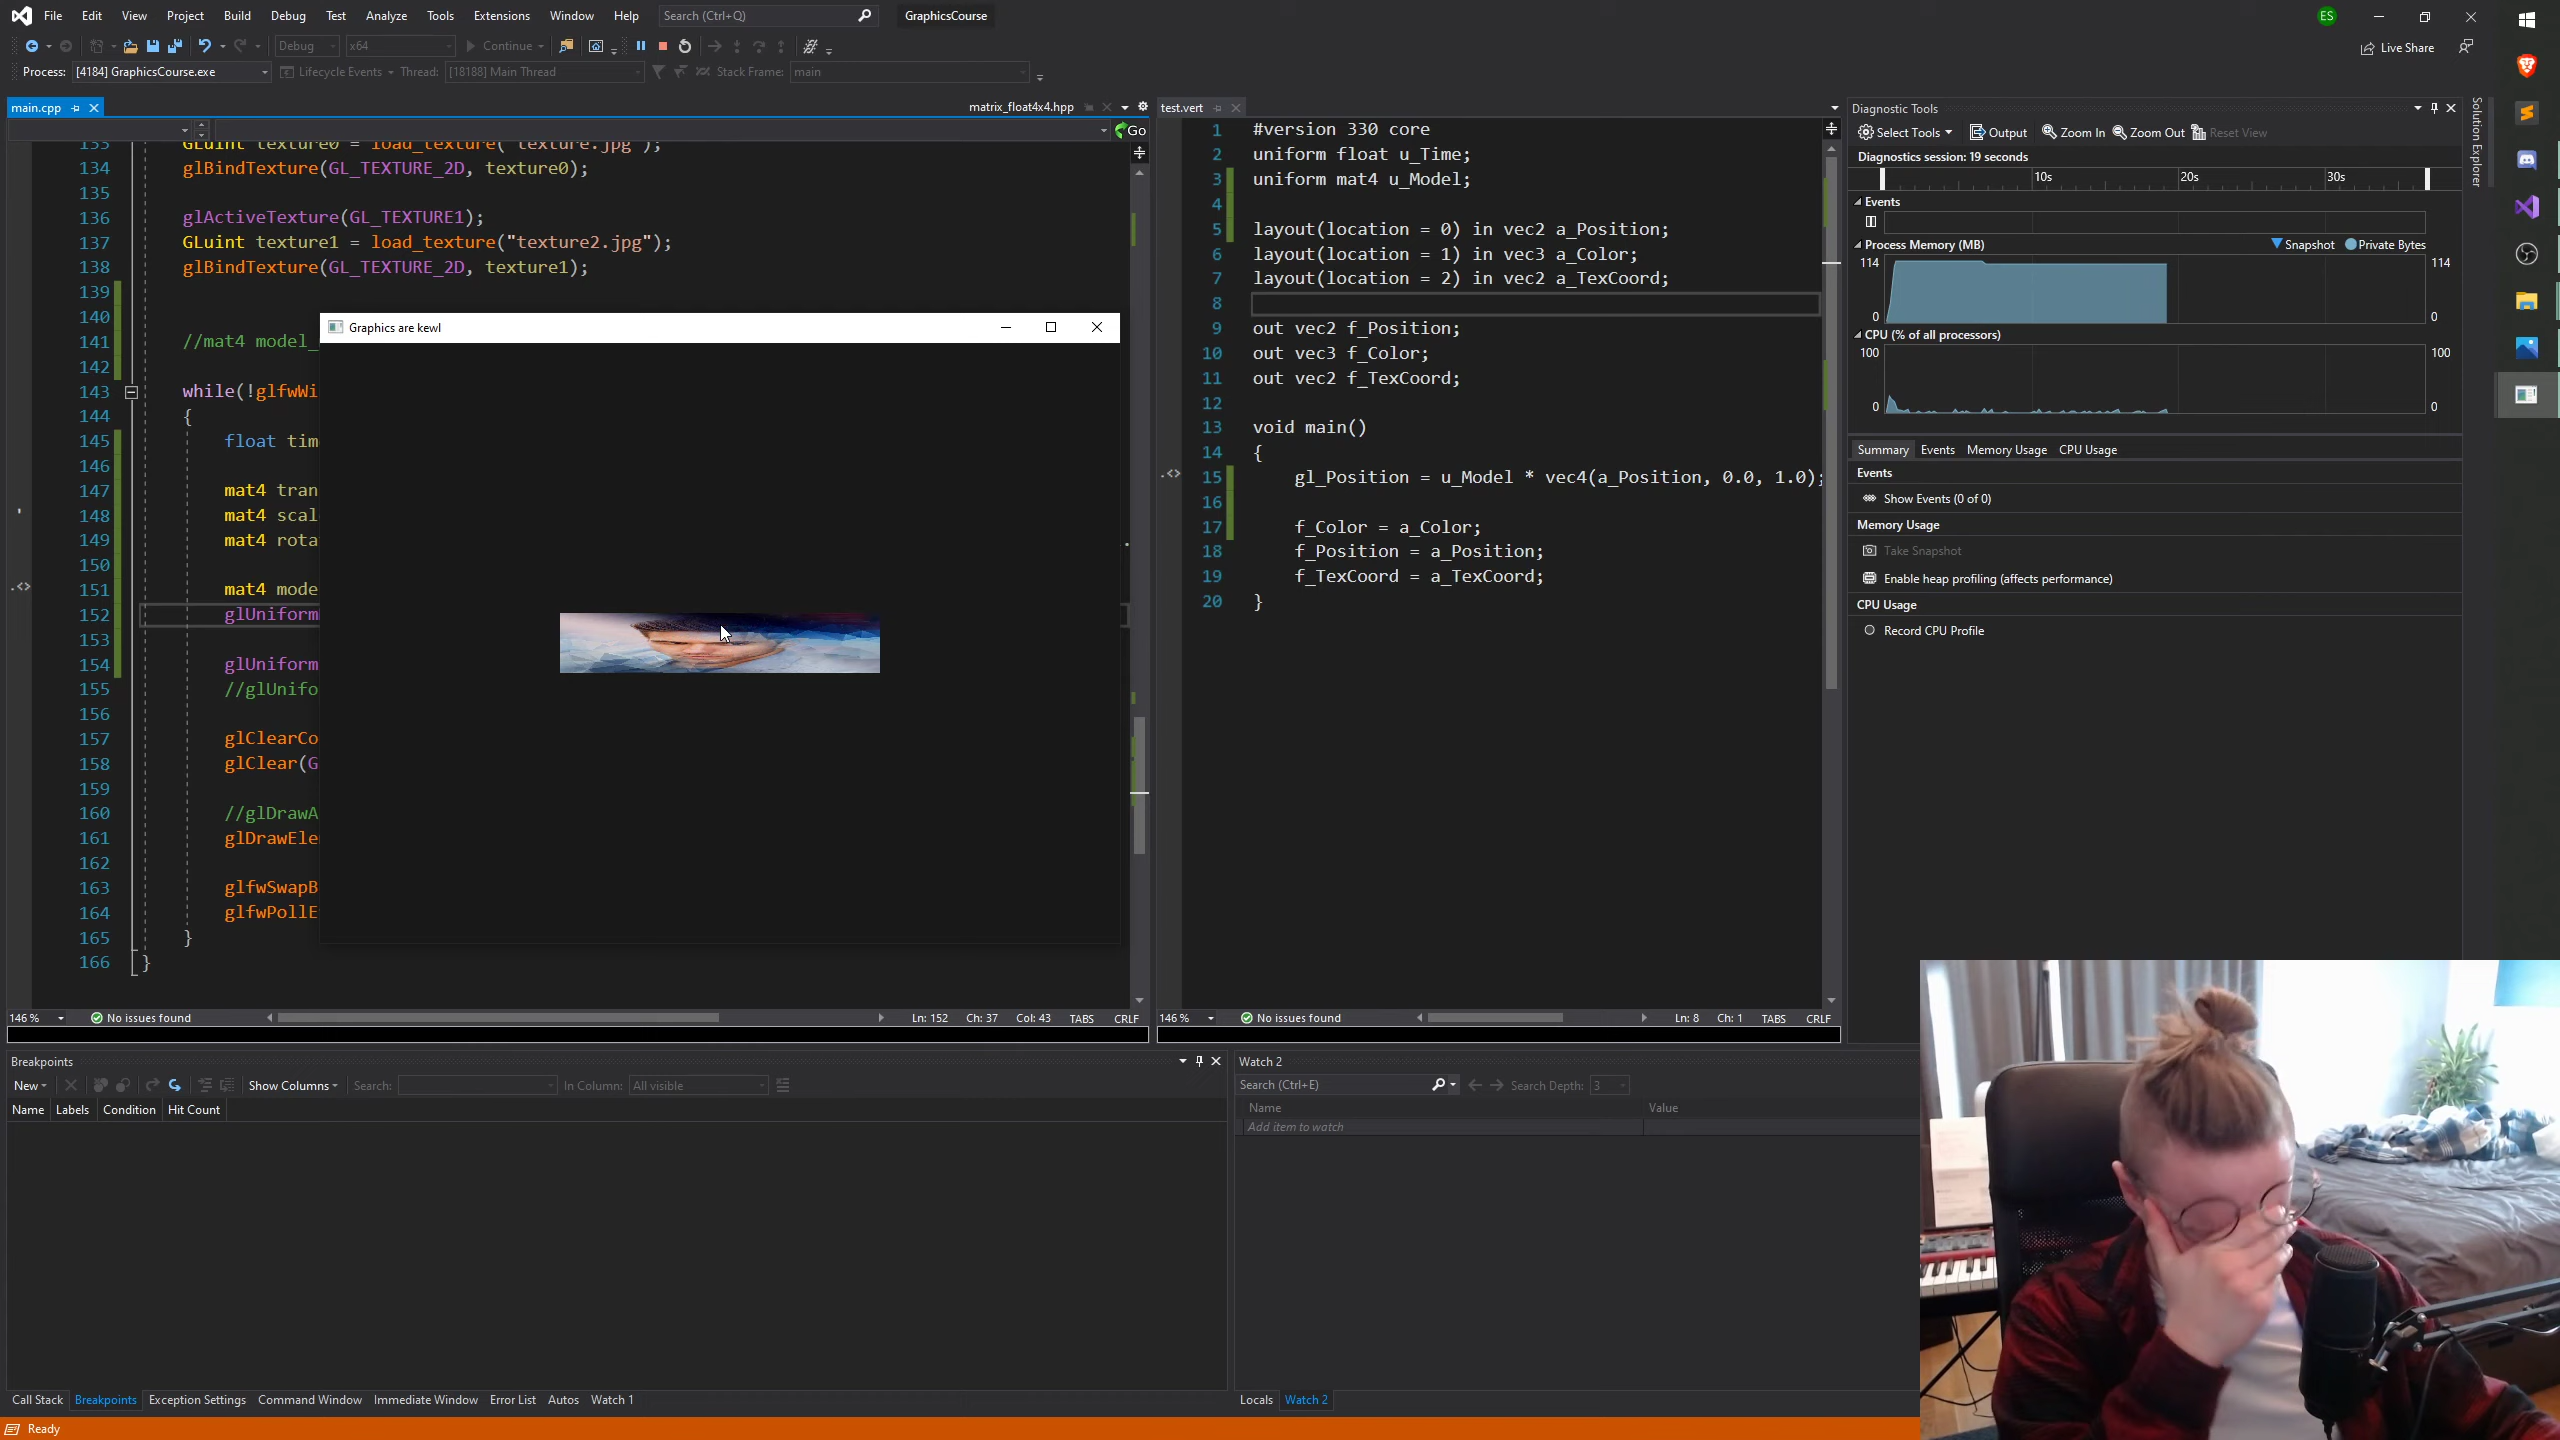 File Edit View Project Build Debug Test Analyze Tools Extensions Window Help Search (Ctrl+Q) GraphicsCourse ES
Debug x64 Continue Live Share
Process: [4184] GraphicsCourse.exe Lifecycle Events Thread: [18188] Main Thread Stack Frame: main
main.cpp matrix_float4x4.hpp
Go
GLuint texture0 = load_texture("texture.jpg");
134 glBindTexture(GL_TEXTURE_2D, texture0);
135
136 glActiveTexture(GL_TEXTURE1);
137 GLuint texture1 = load_texture("texture2.jpg");
138 glBindTexture(GL_TEXTURE_2D, texture1);
139
140
141 //mat4 model_
142
143 while(!glfwWi
144 {
145 float tim
146
147 mat4 tran
148 mat4 scal
149 mat4 rota
150
151 mat4 mode
152 glUniform
153
154 glUniform
155 //glUnifo
156
157 glClearCo
158 glClear(G
159
160 //glDrawA
161 glDrawEle
162
163 glfwSwapB
164 glfwPollE
165 }
166 }
Graphics are kewl
146 % No issues found Ln: 152 Ch: 37 Col: 43 TABS CRLF
test.vert
1 #version 330 core
2 uniform float u_Time;
3 uniform mat4 u_Model;
4
5 layout(location = 0) in vec2 a_Position;
6 layout(location = 1) in vec3 a_Color;
7 layout(location = 2) in vec2 a_TexCoord;
8
9 out vec2 f_Position;
10 out vec3 f_Color;
11 out vec2 f_TexCoord;
12
13 void main()
14 {
15 gl_Position = u_Model * vec4(a_Position, 0.0, 1.0);
16
17 f_Color = a_Color;
18 f_Position = a_Position;
19 f_TexCoord = a_TexCoord;
20 }
146 % No issues found Ln: 8 Ch: 1 TABS CRLF
Diagnostic Tools
Select Tools Output Zoom In Zoom Out Reset View
Diagnostics session: 19 seconds
10s 20s 30s
Events
Process Memory (MB) Snapshot Private Bytes
114 114
0 0
CPU (% of all processors)
100 100
0 0
Summary Events Memory Usage CPU Usage
Events
Show Events (0 of 0)
Memory Usage
Take Snapshot
Enable heap profiling (affects performance)
CPU Usage
Record CPU Profile
Solution Explorer
Breakpoints
New Show Columns Search: In Column: All visible
Name Labels Condition Hit Count
Call Stack Breakpoints Exception Settings Command Window Immediate Window Error List Autos Watch 1
Watch 2
Search (Ctrl+E) Search Depth: 3
Name Value
Add item to watch
Locals Watch 2
Ready